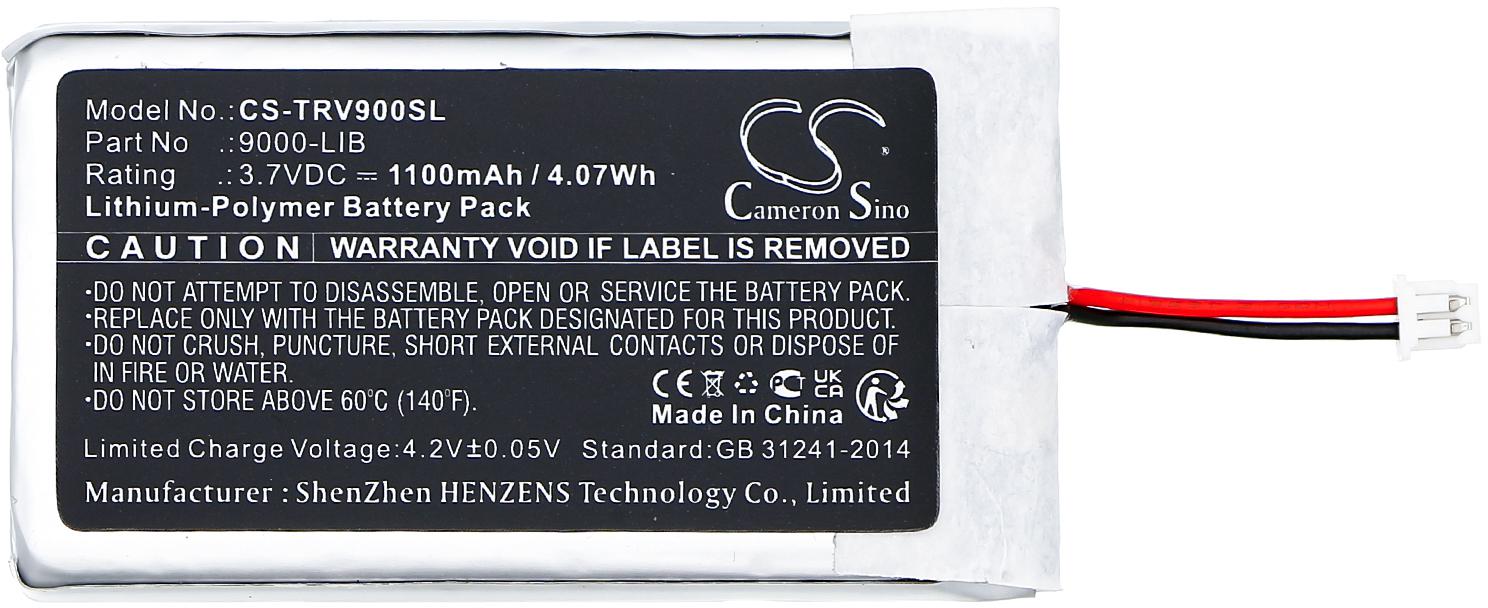 Model No.: CS-TRV900SL
Part No .: 9000-LIB
Rating .: 3.7VDC ⎓ 1100mAh / 4.07Wh
Lithium-Polymer Battery Pack
CS ®
Cameron Sino
CAUTION | WARRANTY VOID IF LABEL IS REMOVED
·DO NOT ATTEMPT TO DISASSEMBLE, OPEN OR SERVICE THE BATTERY PACK.
·REPLACE ONLY WITH THE BATTERY PACK DESIGNATED FOR THIS PRODUCT.
·DO NOT CRUSH, PUNCTURE, SHORT EXTERNAL CONTACTS OR DISPOSE OF
IN FIRE OR WATER.
·DO NOT STORE ABOVE 60°C (140°F).
CE PCT UK CA
Made In China
Limited Charge Voltage:4.2V±0.05V Standard:GB 31241-2014
Manufacturer : ShenZhen HENZENS Technology Co., Limited